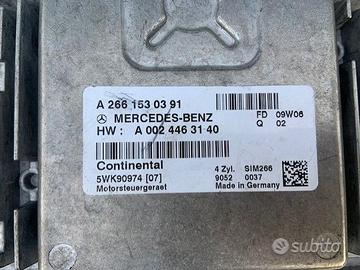 A 266 153 03 91
MERCEDES-BENZ
FD 09W06
Q 02
HW : A 002 446 31 40
Continental
5WK90974 [07]
Motorsteuergeraet
4 Zyl. SIM266
9052 0037
Made in Germany
subito